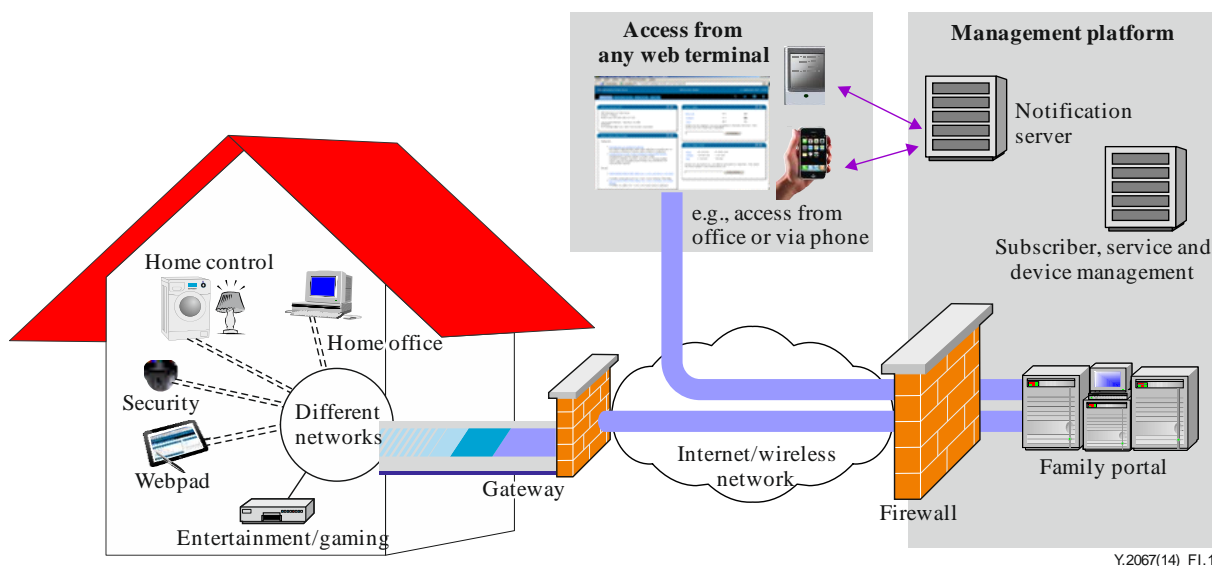 Access from
any web terminal
Management platform
Notification
server
e.g., access from
office or via phone
Subscriber, service and
device management
Home control
Home office
Security
Different
networks
Webpad
Gateway
Internet/wireless
network
Family portal
Firewall
Entertainment/gaming
Y.2067(14)_FI.1